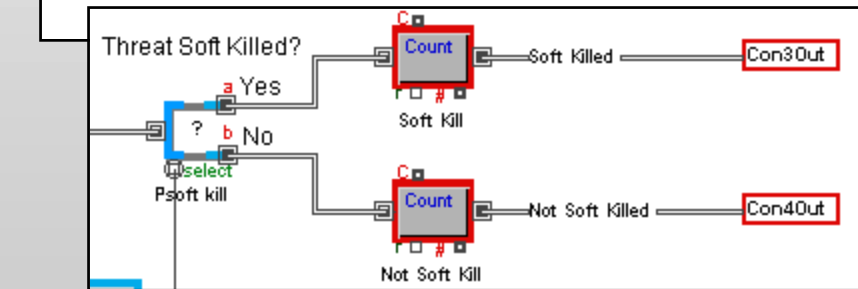 Threat Soft Killed?
C
Count
Soft Killed
Con3Out
a Yes
r #
?
Soft Kill
b No
select
C
Psoft kill
Count
Not Soft Killed
Con4Out
r #
Not Soft Kill